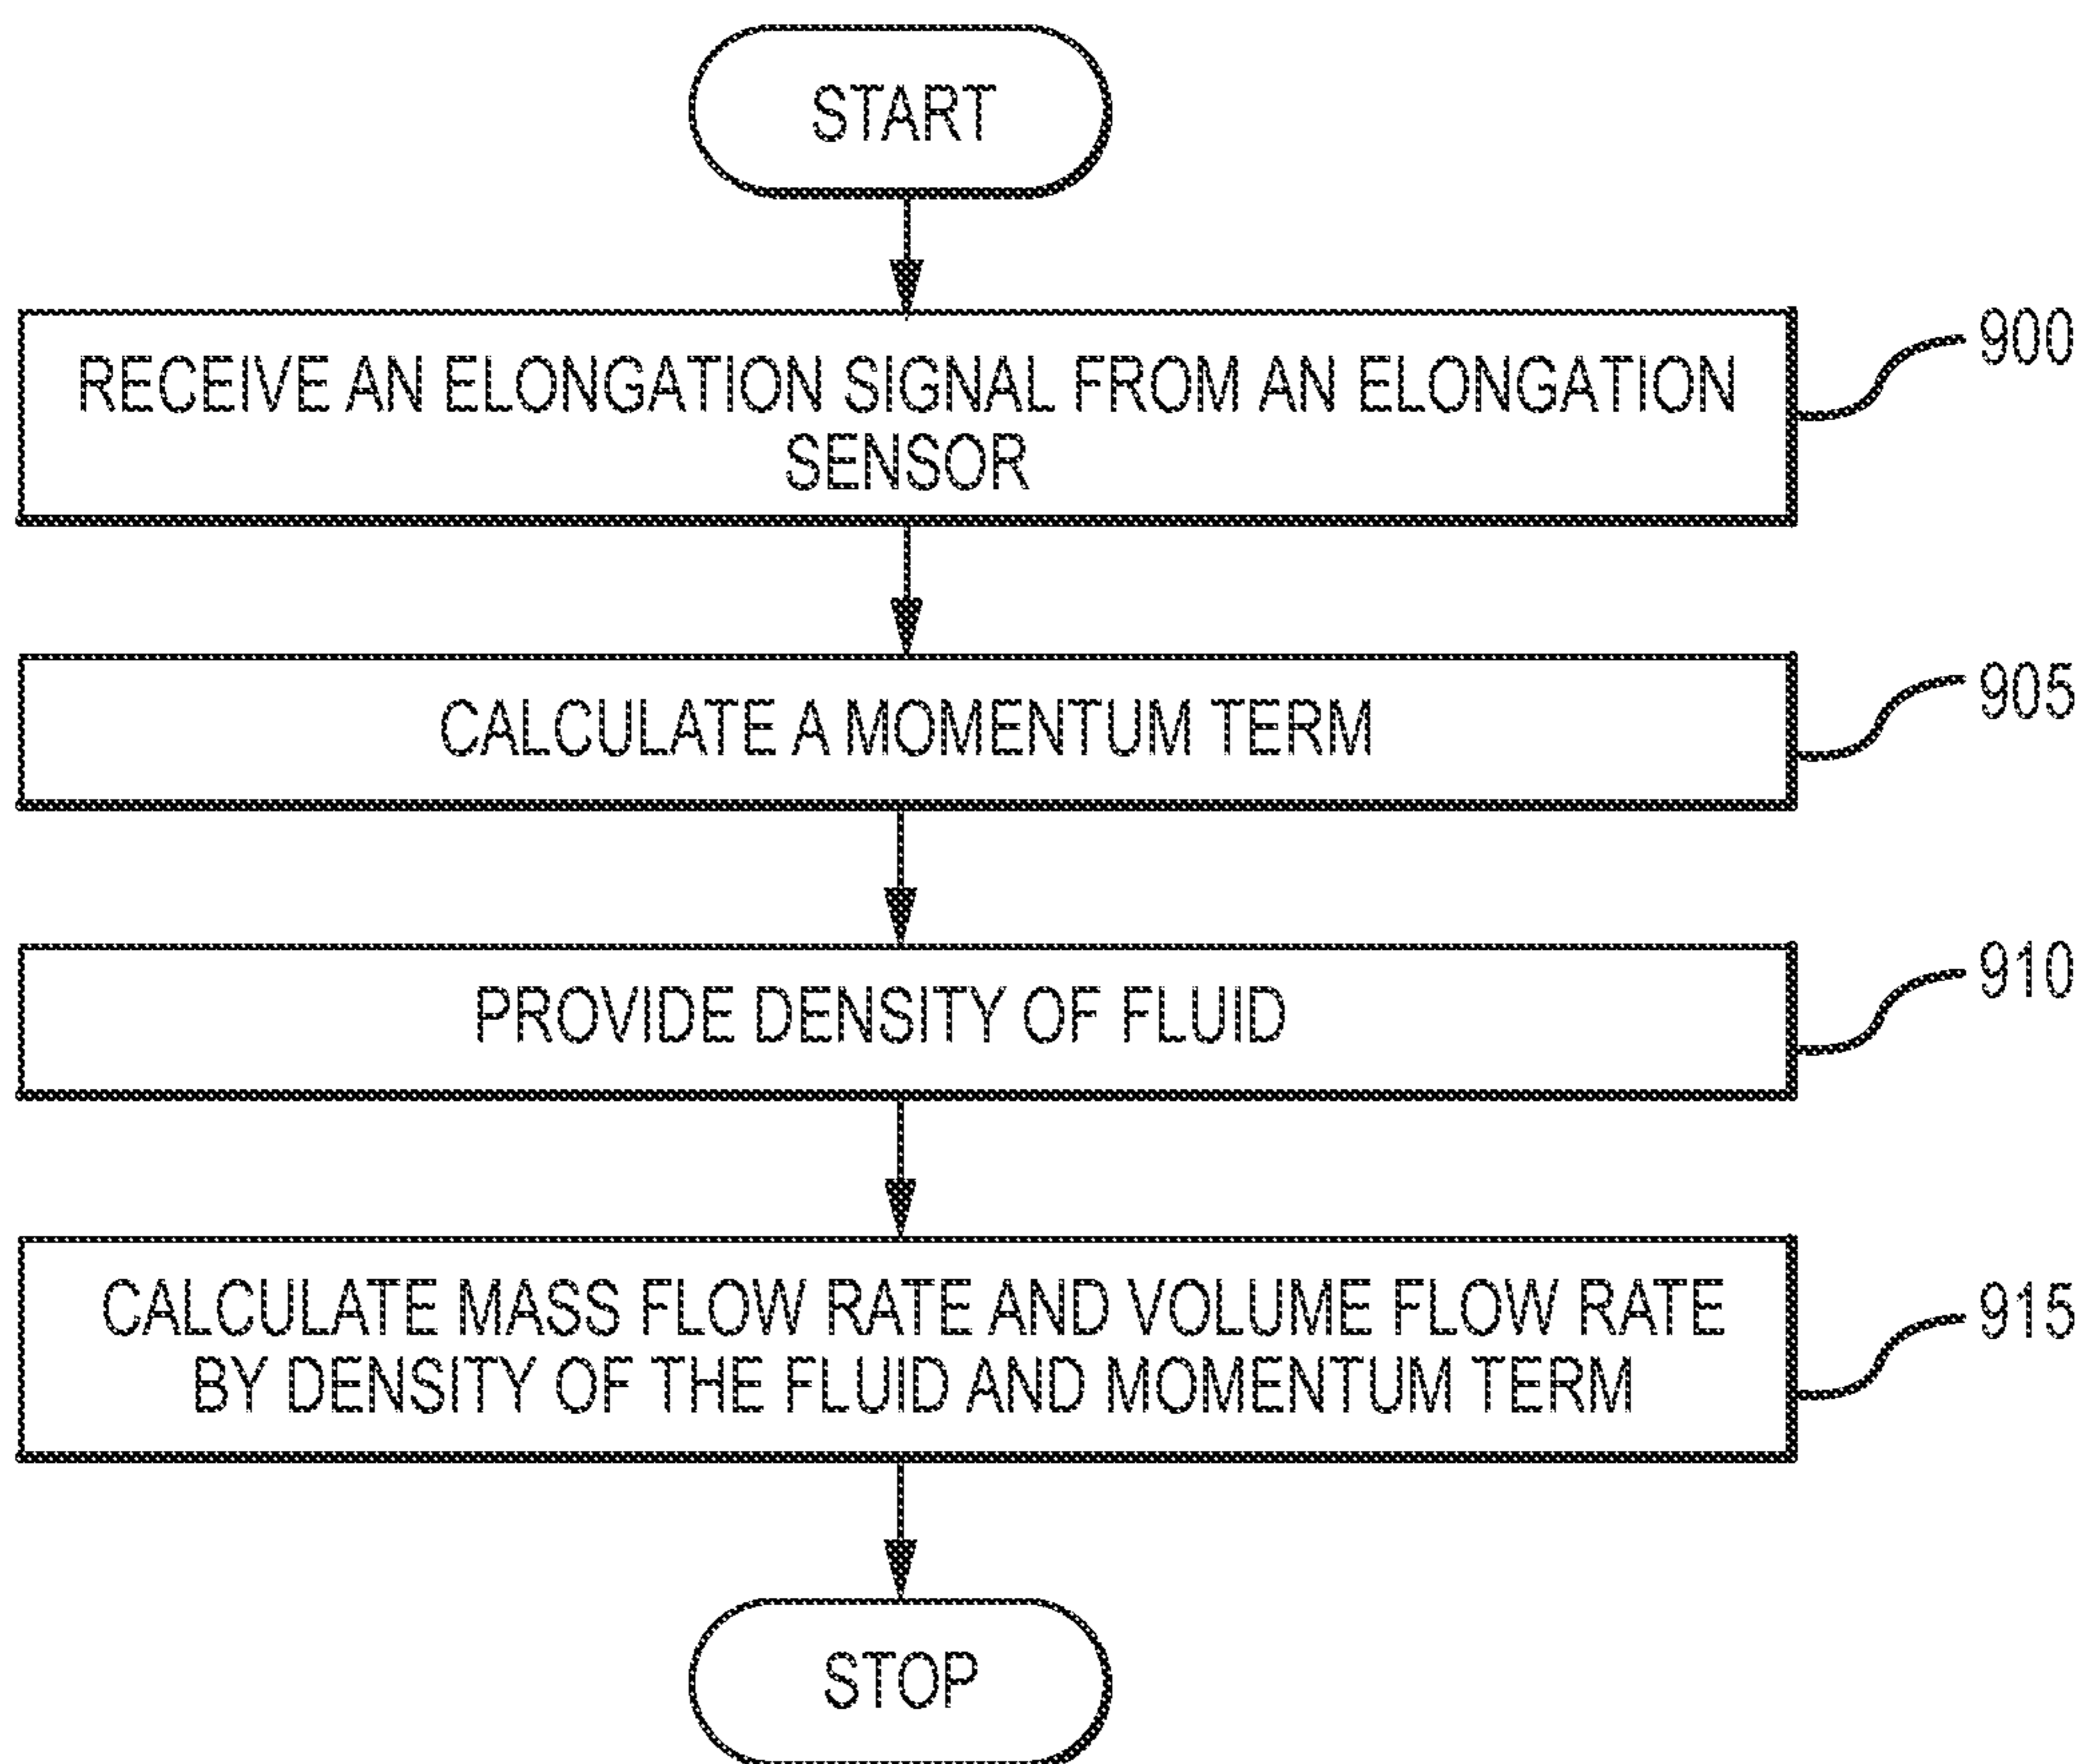 START
RECEIVE AN ELONGATION SIGNAL FROM AN ELONGATION
SENSOR
900
CALCULATE A MOMENTUM TERM
905
PROVIDE DENSITY OF FLUID
910
CALCULATE MASS FLOW RATE AND VOLUME FLOW RATE
BY DENSITY OF THE FLUID AND MOMENTUM TERM
915
STOP